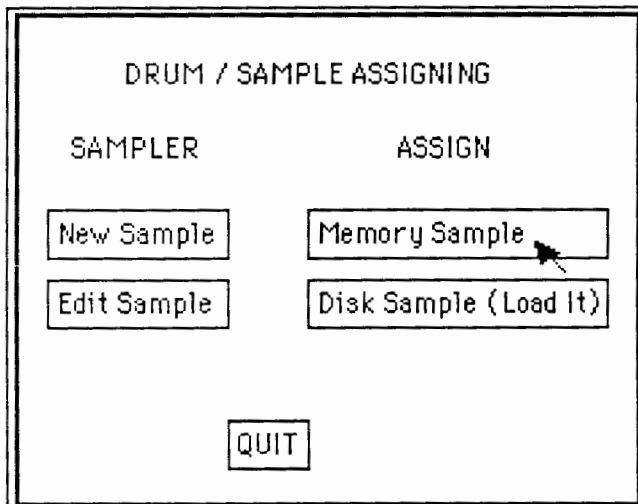 DRUM / SAMPLE ASSIGNING
SAMPLER ASSIGN
New Sample Memory Sample
Edit Sample Disk Sample (Load It)
QUIT